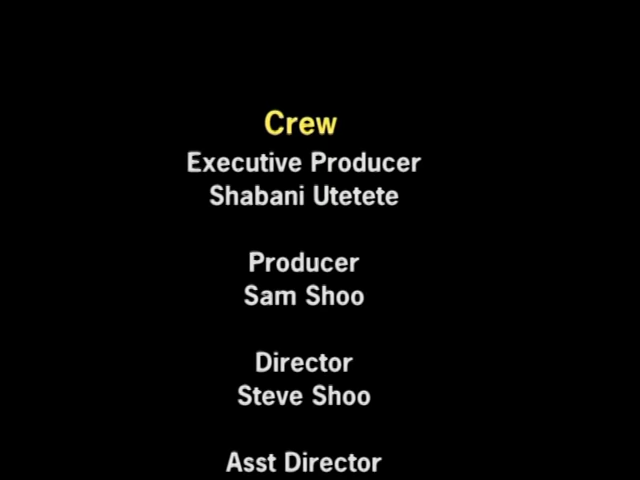 Crew
Executive Producer
Shabani Utetete
Producer
Sam Shoo
Director
Steve Shoo
Asst Director